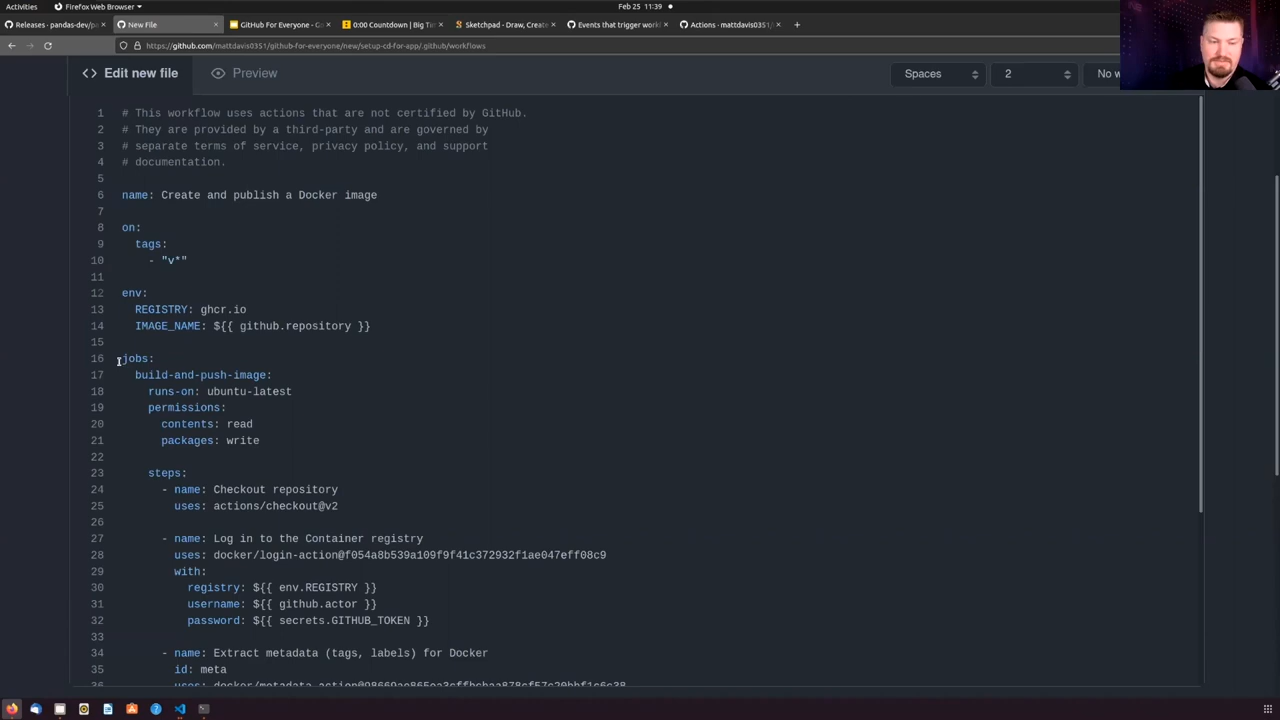 Activities
Firefox Web Browser
Feb 25 11:39
Releases · pandas-dev/pa
New File
GitHub For Everyone - Go
0:00 Countdown | Big Te
Sketchpad - Draw, Create
Events that trigger work
Actions · mattdavis0351/
https://github.com/mattdavis0351/github-for-everyone/new/setup-cd-for-app/.github/workflows
Edit new file
Preview
Spaces
2
No w
1 # This workflow uses actions that are not certified by GitHub.
2 # They are provided by a third-party and are governed by
3 # separate terms of service, privacy policy, and support
4 # documentation.
5
6 name: Create and publish a Docker image
7
8 on:
9 tags:
10 - "v*"
11
12 env:
13 REGISTRY: ghcr.io
14 IMAGE_NAME: ${{ github.repository }}
15
16 jobs:
17 build-and-push-image:
18 runs-on: ubuntu-latest
19 permissions:
20 contents: read
21 packages: write
22
23 steps:
24 - name: Checkout repository
25 uses: actions/checkout@v2
26
27 - name: Log in to the Container registry
28 uses: docker/login-action@f054a8b539a109f9f41c372932f1ae047eff08c9
29 with:
30 registry: ${{ env.REGISTRY }}
31 username: ${{ github.actor }}
32 password: ${{ secrets.GITHUB_TOKEN }}
33
34 - name: Extract metadata (tags, labels) for Docker
35 id: meta
36 uses: